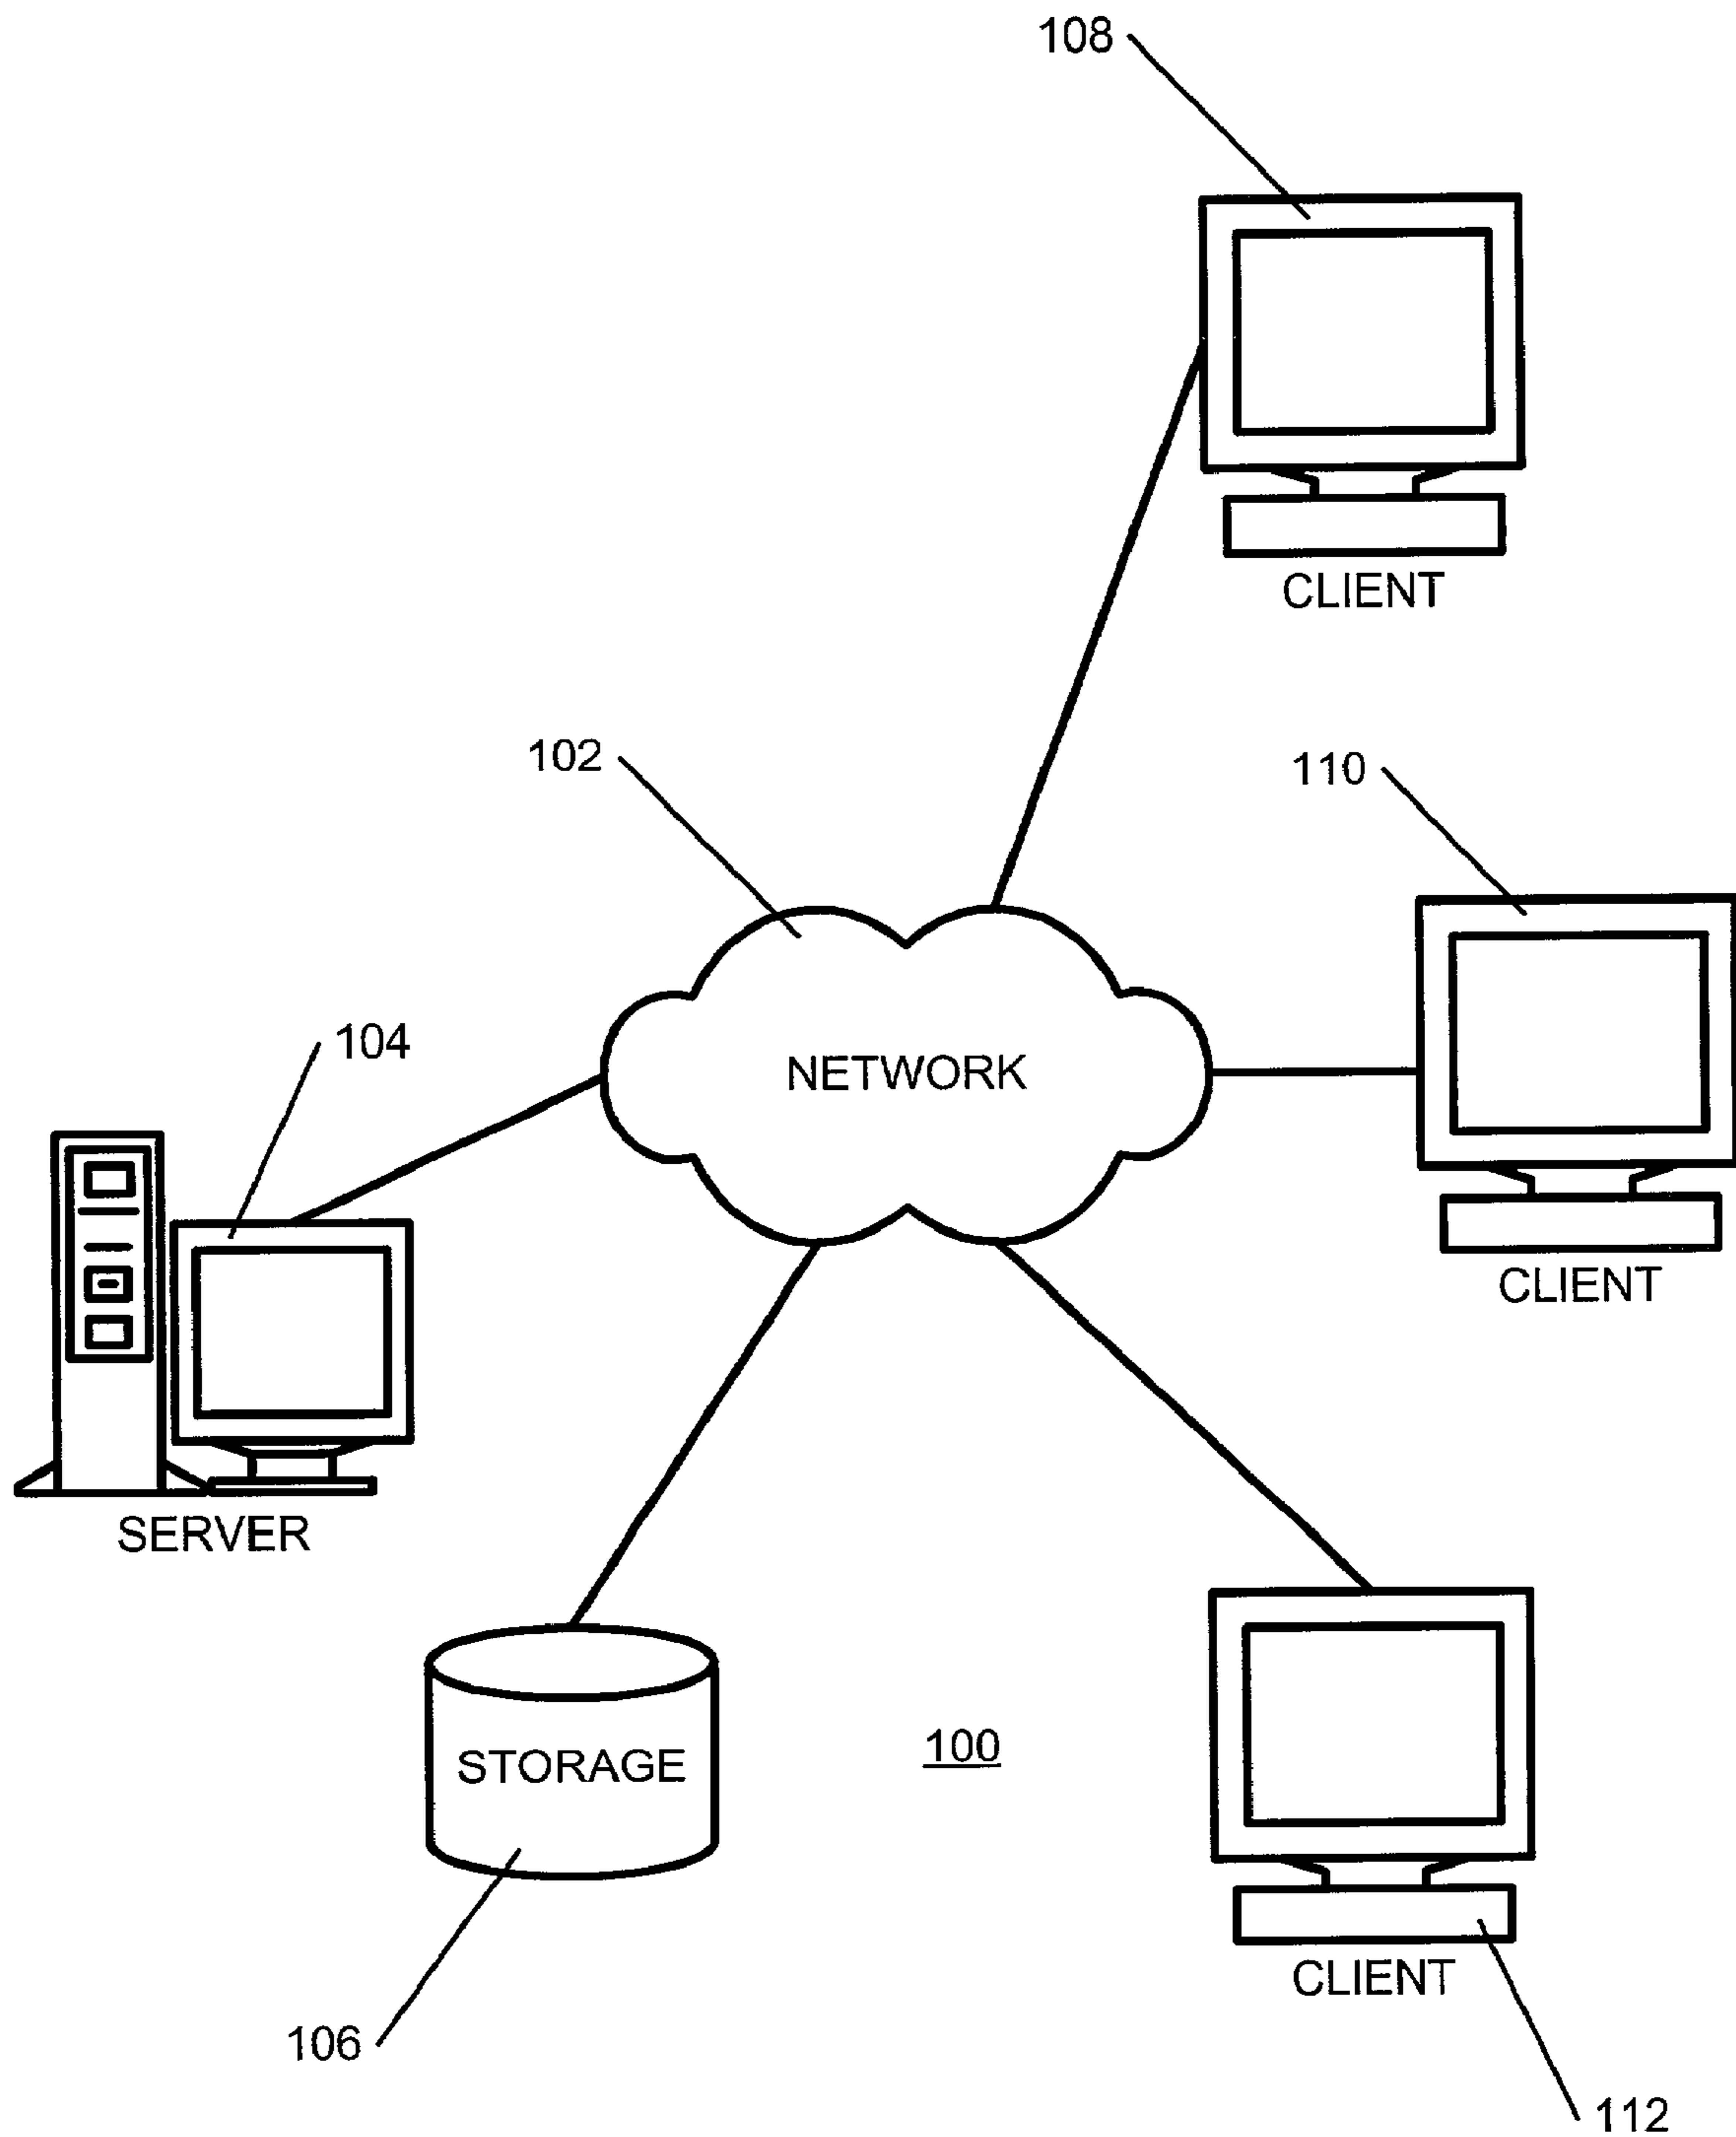 108
CLIENT
102
110
104
NETWORK
CLIENT
SERVER
100
STORAGE
CLIENT
106
112